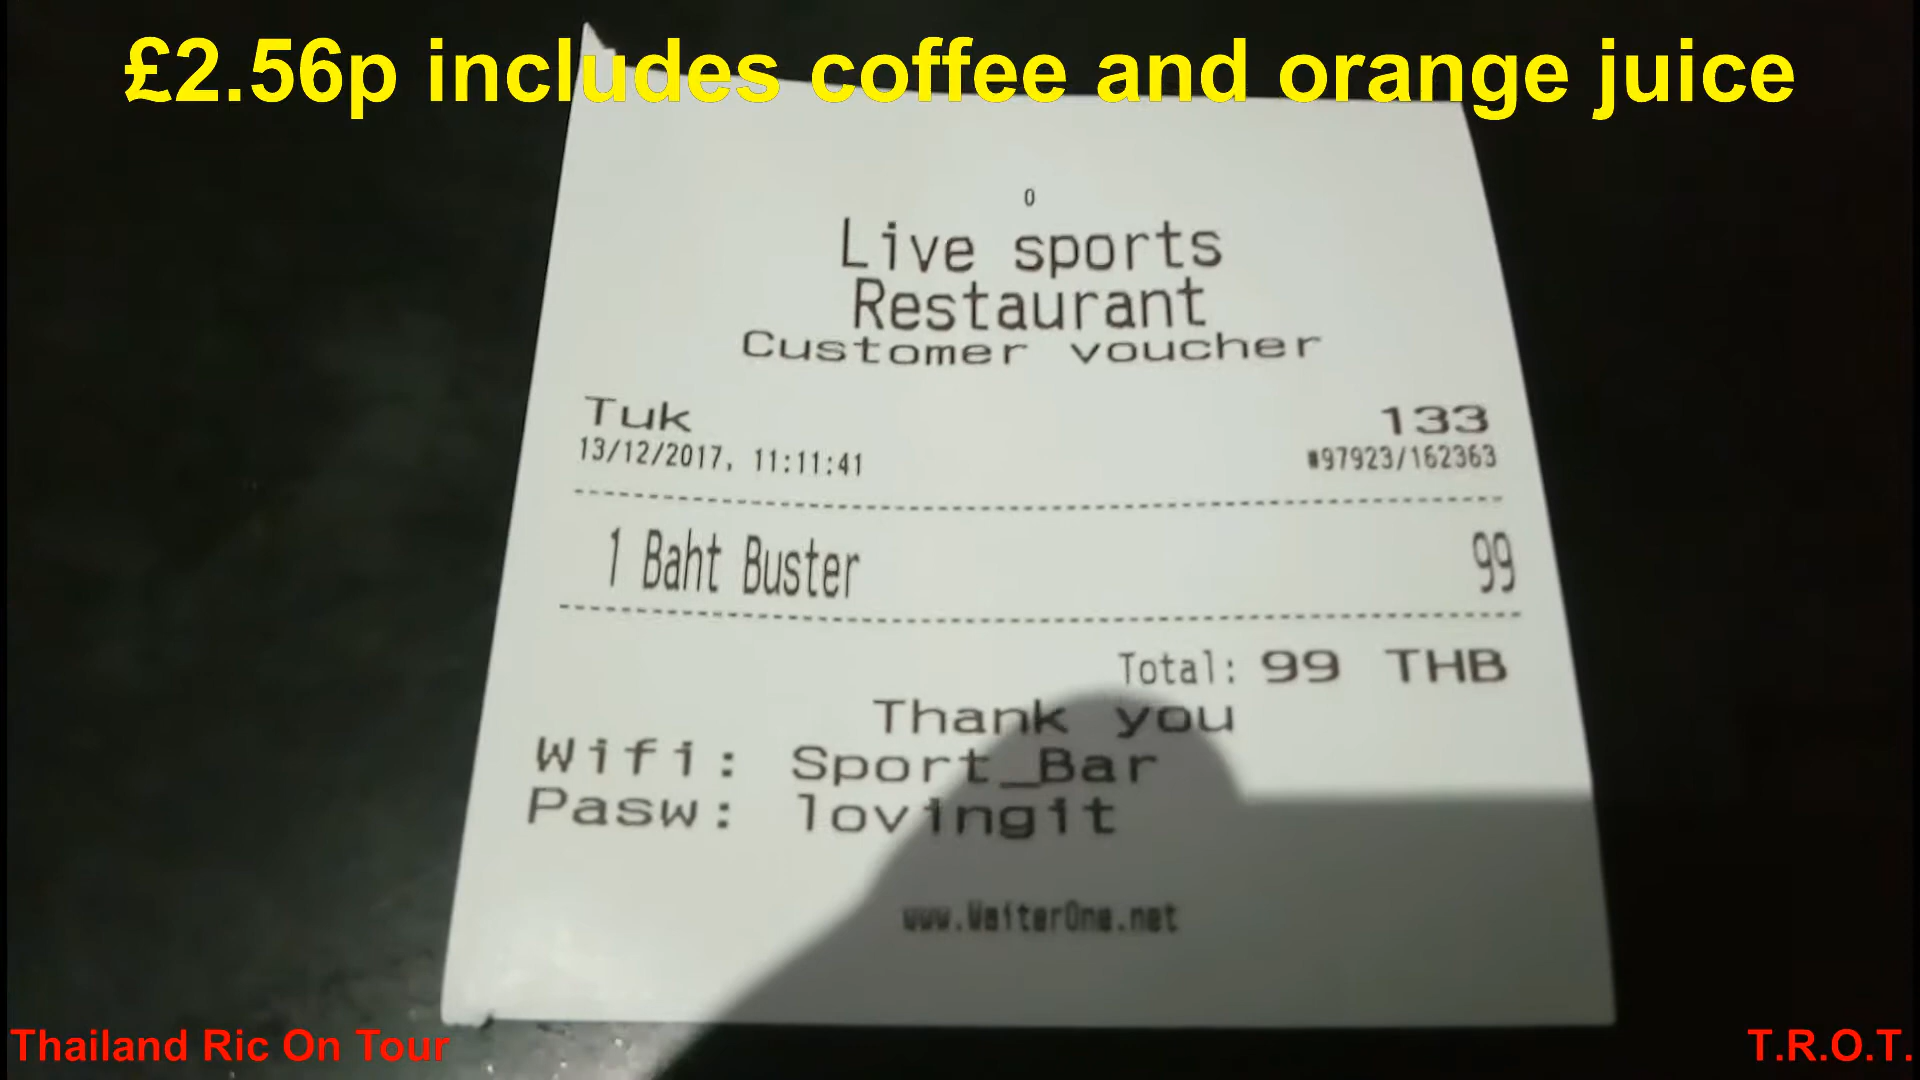 £2.56p includes coffee and orange juice
0
Live sports
Restaurant
Customer voucher
Tuk 133
13/12/2017, 11:11:41 #97923/162363
1 Baht Buster 99
Total: 99 THB
Thank you
Wifi: Sport_Bar
Pasw: lovingit
www.WaiterOne.net
Thailand Ric On Tour T.R.O.T.